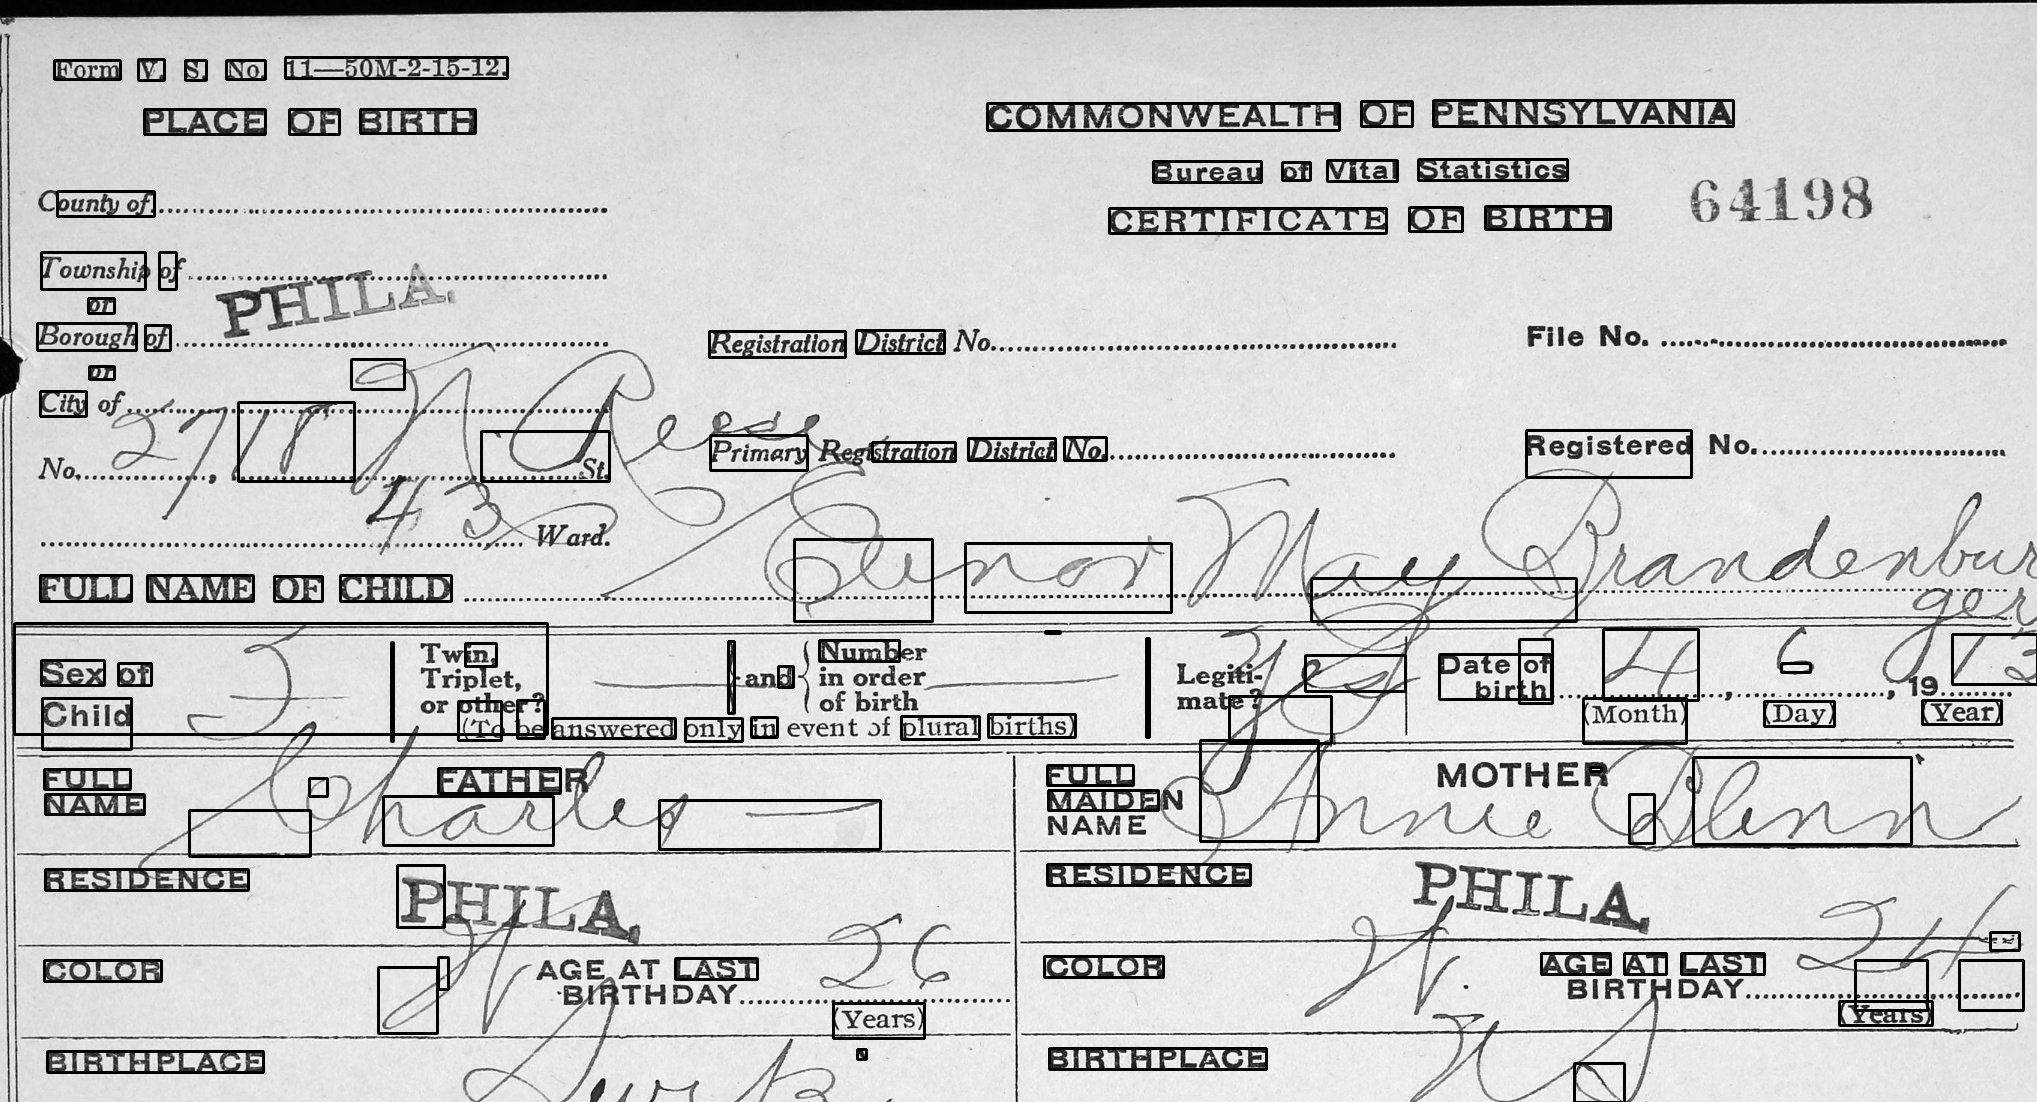 Form V. S. No. 11—50M-2-15-12.
PLACE OF BIRTH
COMMONWEALTH OF PENNSYLVANIA
Bureau of Vital Statistics
CERTIFICATE OF BIRTH
64198
County of
Township of
or
PHILA.
Borough of
Registration District No.
File No.
or
City of
No. 2718 N Reese St.
Primary Registration District No.
Registered No.
43 Ward.
FULL NAME OF CHILD Elenor May Brandenburger
Sex of Child F
Twin, Triplet, or other?
and
Number in order of birth
(To be answered only in event of plural births)
Legitimate? yes
Date of birth 4, 6, 1913
(Month) (Day) (Year)
FULL NAME
FATHER
Charles —
FULL MAIDEN NAME
MOTHER
Annie Blenn
RESIDENCE PHILA.
RESIDENCE PHILA.
COLOR W
AGE AT LAST BIRTHDAY 26
(Years)
COLOR W.
AGE AT LAST BIRTHDAY 24
(Years)
BIRTHPLACE
BIRTHPLACE U S